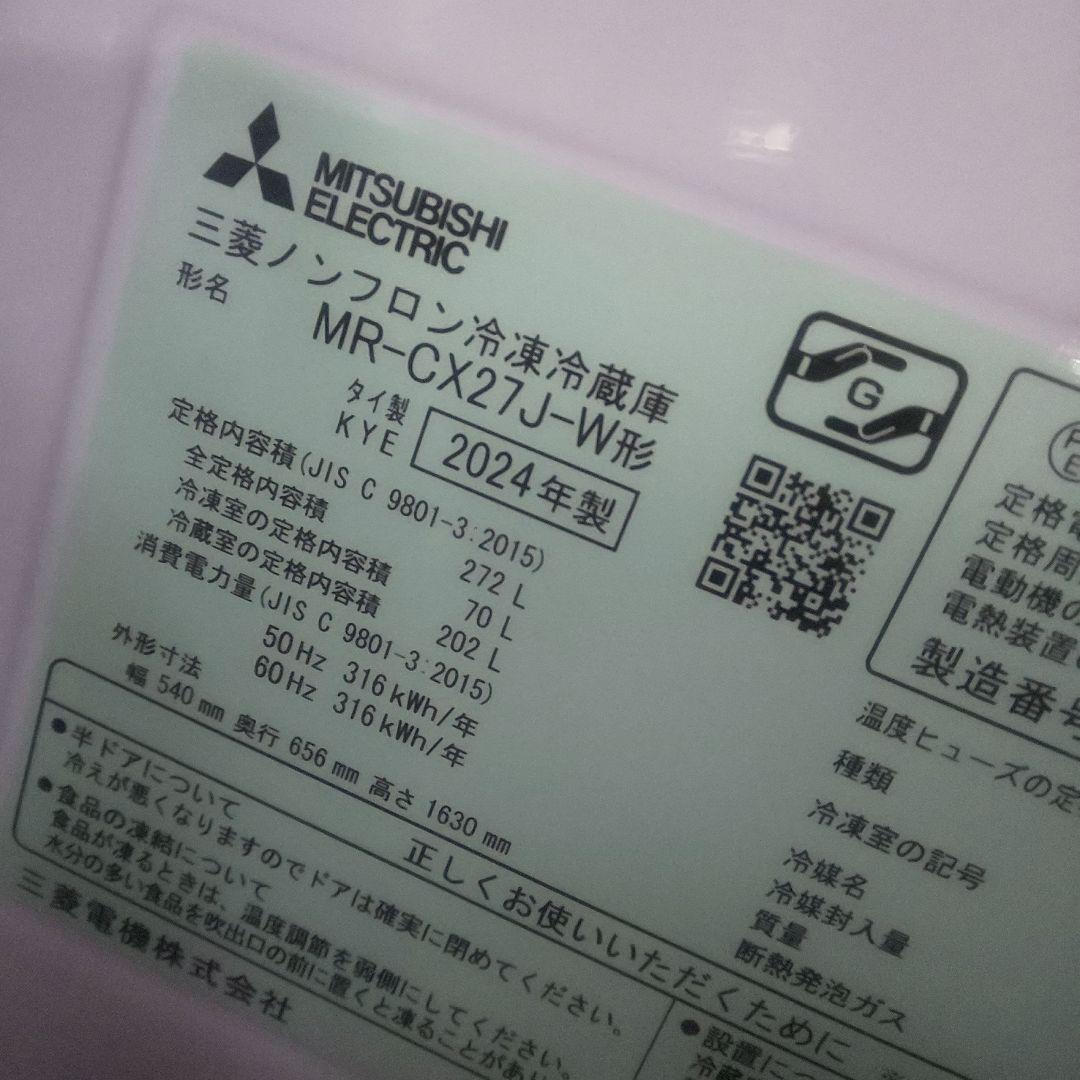 MITSUBISHI
ELECTRIC
三菱ノンフロン冷凍冷蔵庫
形名 MR-CX27J-W形
タイ製
KYE 2024年製
定格内容積(JIS C 9801-3:2015)
全定格内容積 272 L
冷凍室の定格内容積 70 L
冷蔵室の定格内容積 202 L
消費電力量(JIS C 9801-3:2015)
50Hz 316kWh/年
60Hz 316kWh/年
外形寸法
幅 540 mm 奥行 656 mm 高さ 1630 mm
正しくお使いいただくために
●半ドアについて
冷えが悪くなりますのでドアは確実に閉めてください。
●食品の凍結について
食品が凍るときは、温度調節を弱側にしてください。
水分の多い食品を吹出口の前に置くと凍ることがあり
三菱電機株式会社
G
P
E
定格電
定格周
電動機の
電熱装置
製造番号
温度ヒューズの定
種類
冷凍室の記号
冷媒名
冷媒封入量
質量
断熱発泡ガス
●設置につ
冷蔵